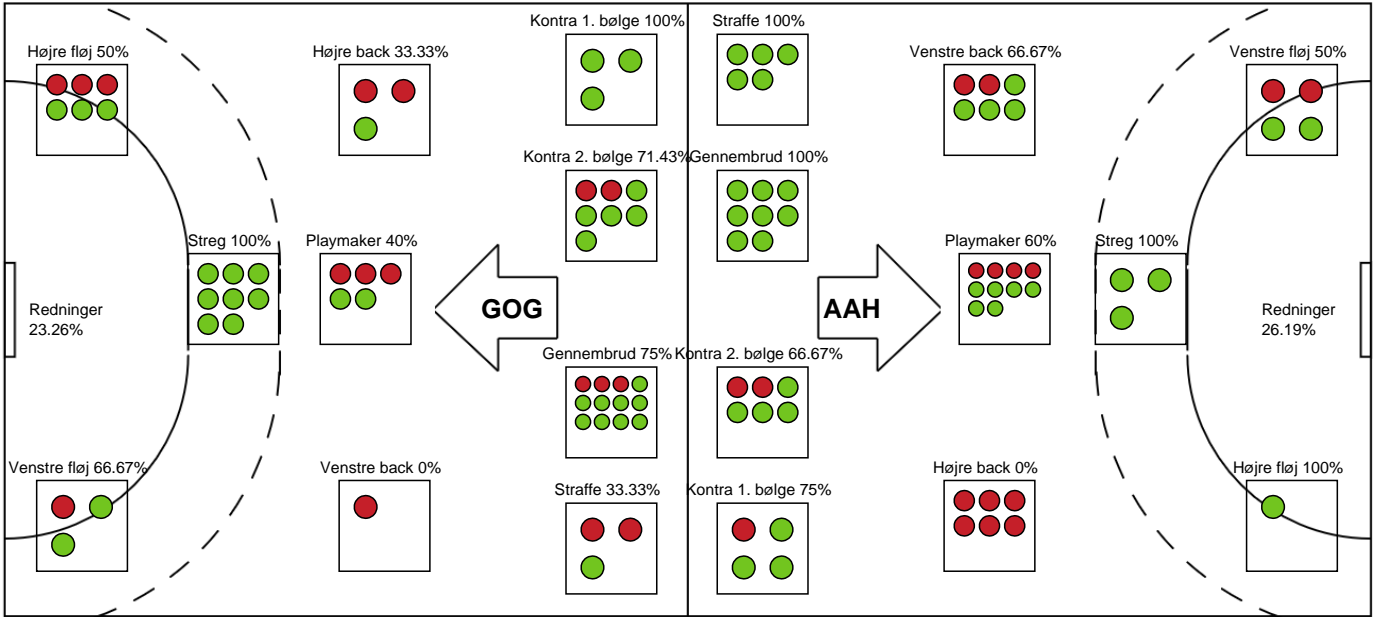 Kontra 1. bølge 100%
Straffe 100%
Højre fløj 50%
Højre back 33.33%
Venstre back 66.67%
Venstre fløj 50%
Kontra 2. bølge 71.43%
Gennembrud 100%
Streg 100%
Playmaker 40%
Playmaker 60%
Streg 100%
Redninger
23.26%
GOG
AAH
Redninger
26.19%
Gennembrud 75%
Kontra 2. bølge 66.67%
Venstre fløj 66.67%
Venstre back 0%
Højre back 0%
Højre fløj 100%
Straffe 33.33%
Kontra 1. bølge 75%